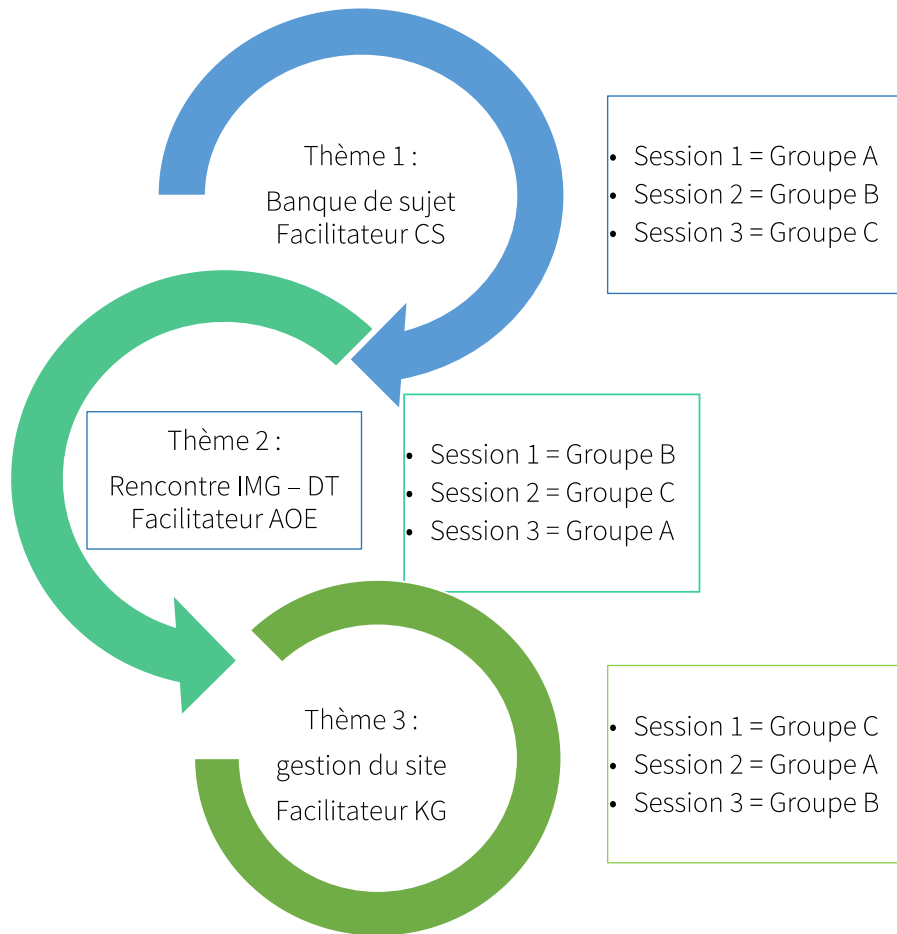 Thème 1 :
Banque de sujet
Facilitateur CS
• Session 1 = Groupe A
• Session 2 = Groupe B
• Session 3 = Groupe C
Thème 2 :
Rencontre IMG – DT
Facilitateur AOE
• Session 1 = Groupe B
• Session 2 = Groupe C
• Session 3 = Groupe A
Thème 3 :
gestion du site
Facilitateur KG
• Session 1 = Groupe C
• Session 2 = Groupe A
• Session 3 = Groupe B